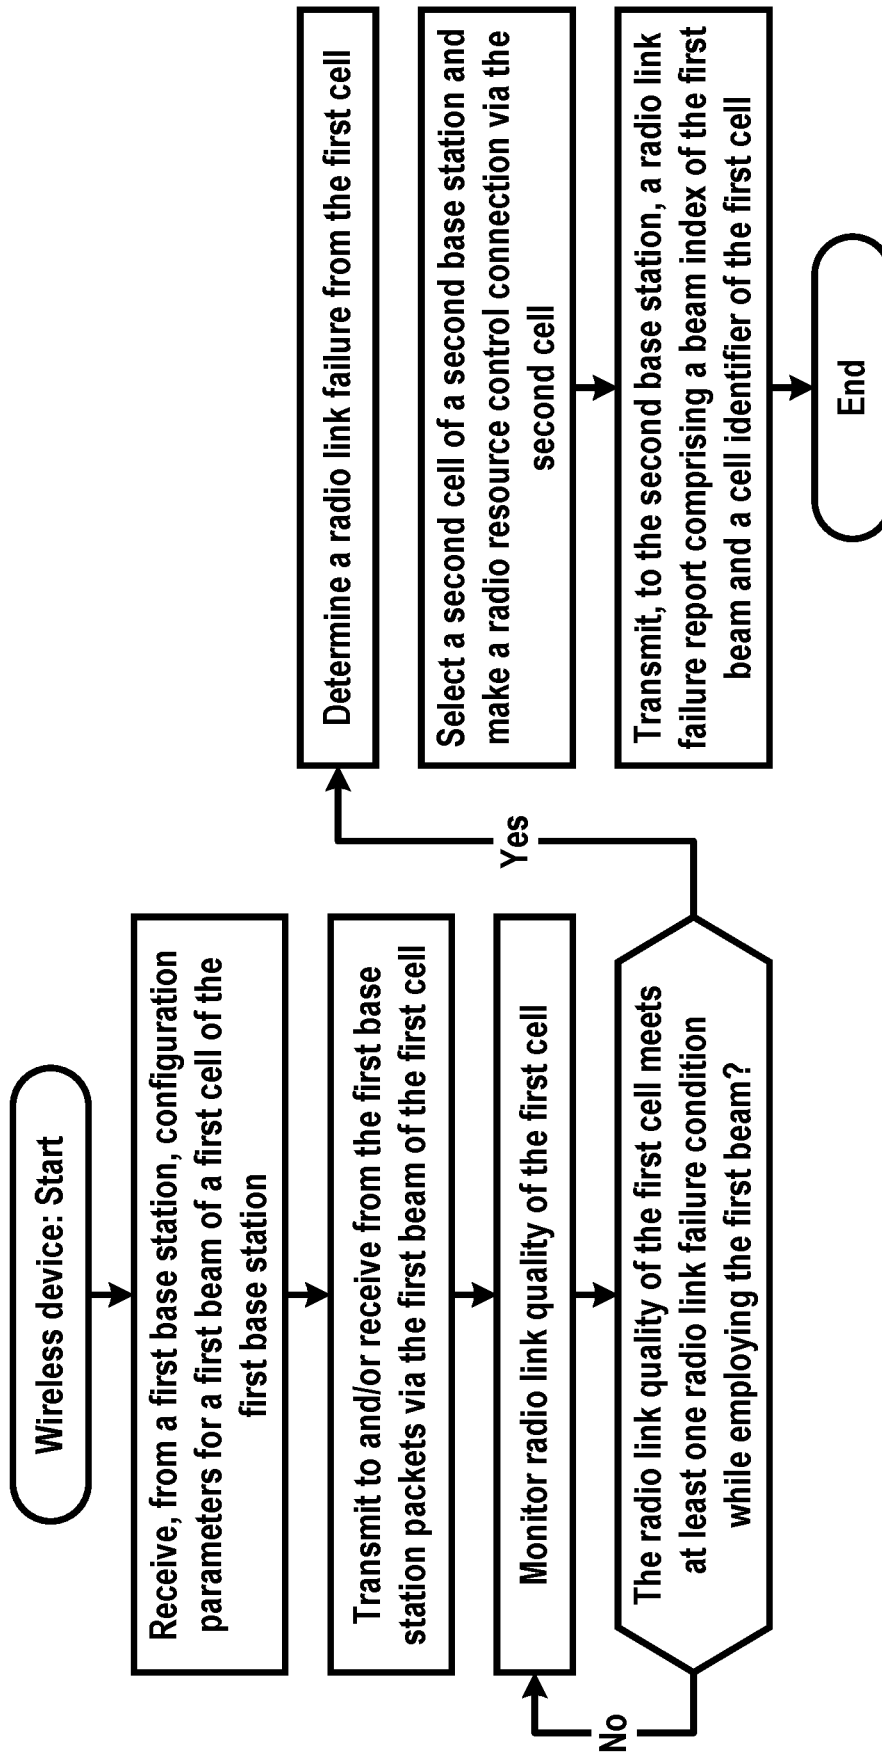 Wireless device: Start
Receive, from a first base station, configuration
parameters for a first beam of a first cell of the
first base station
Transmit to and/or receive from the first base
station packets via the first beam of the first cell
Monitor radio link quality of the first cell
The radio link quality of the first cell meets
at least one radio link failure condition
while employing the first beam?
No
Yes
Determine a radio link failure from the first cell
Select a second cell of a second base station and
make a radio resource control connection via the
second cell
Transmit, to the second base station, a radio link
failure report comprising a beam index of the first
beam and a cell identifier of the first cell
End